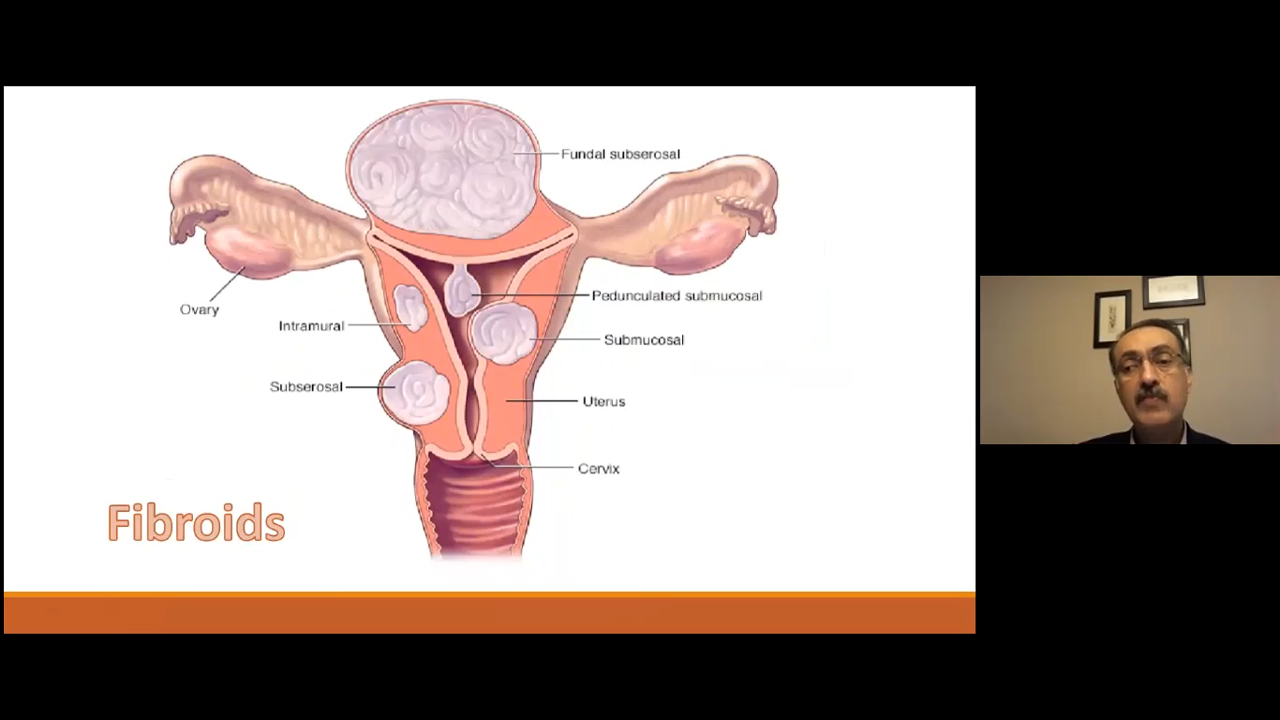 Fundal subserosal
Ovary
Pedunculated submucosal
Intramural
Submucosal
Subserosal
Uterus
Cervix
Fibroids